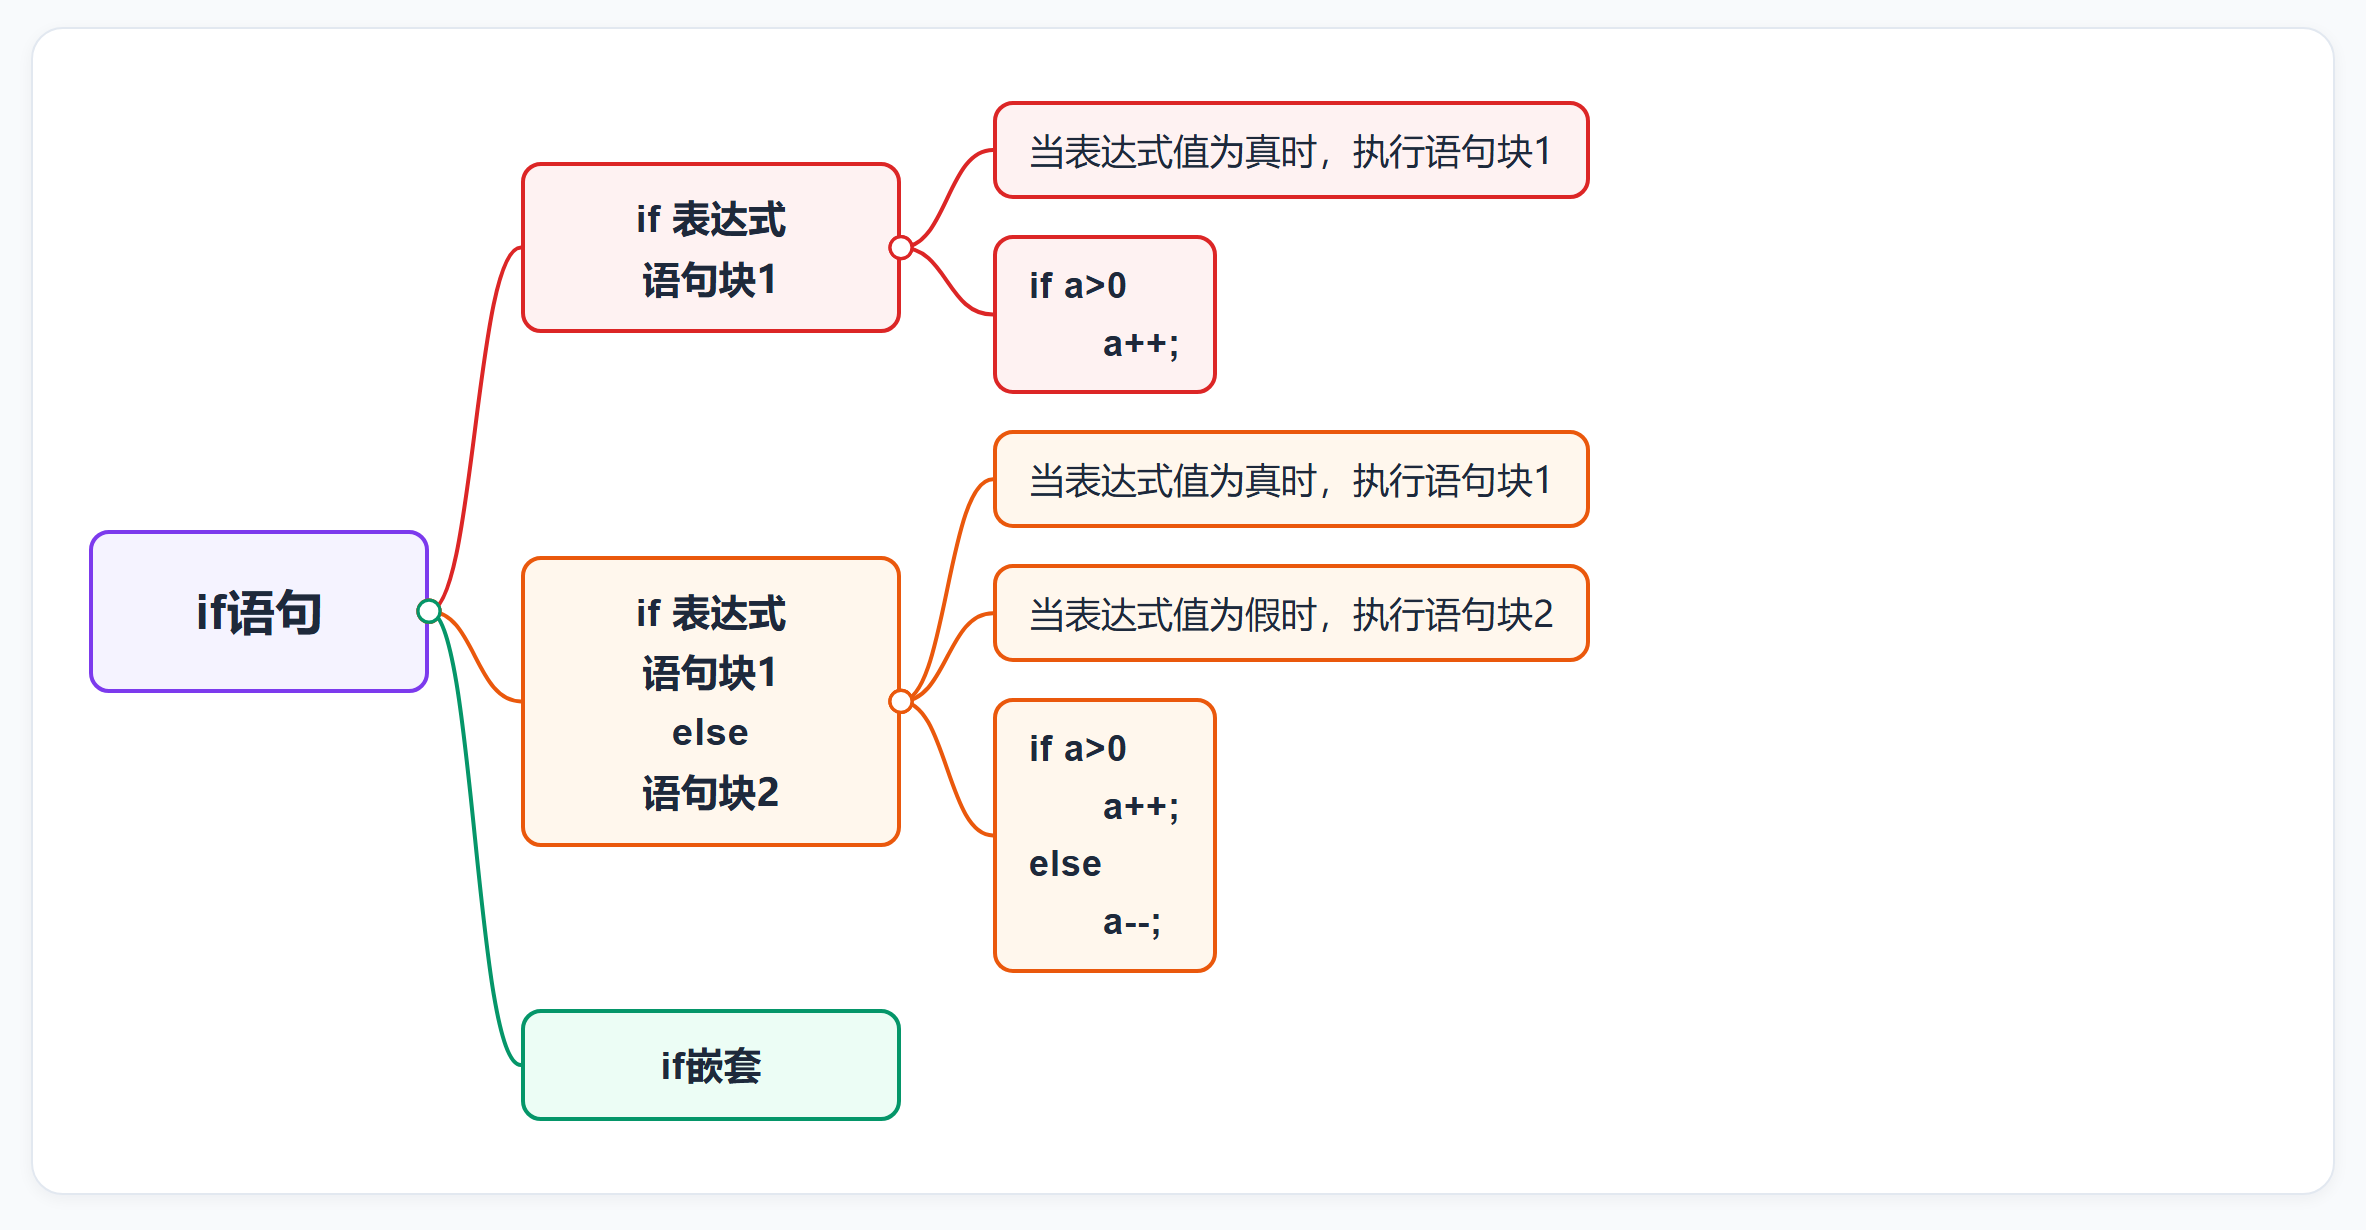 if语句
if 表达式
语句块1
当表达式值为真时，执行语句块1
if a>0
a++;
if 表达式
语句块1
else
语句块2
当表达式值为真时，执行语句块1
当表达式值为假时，执行语句块2
if a>0
a++;
else
a--;
if嵌套